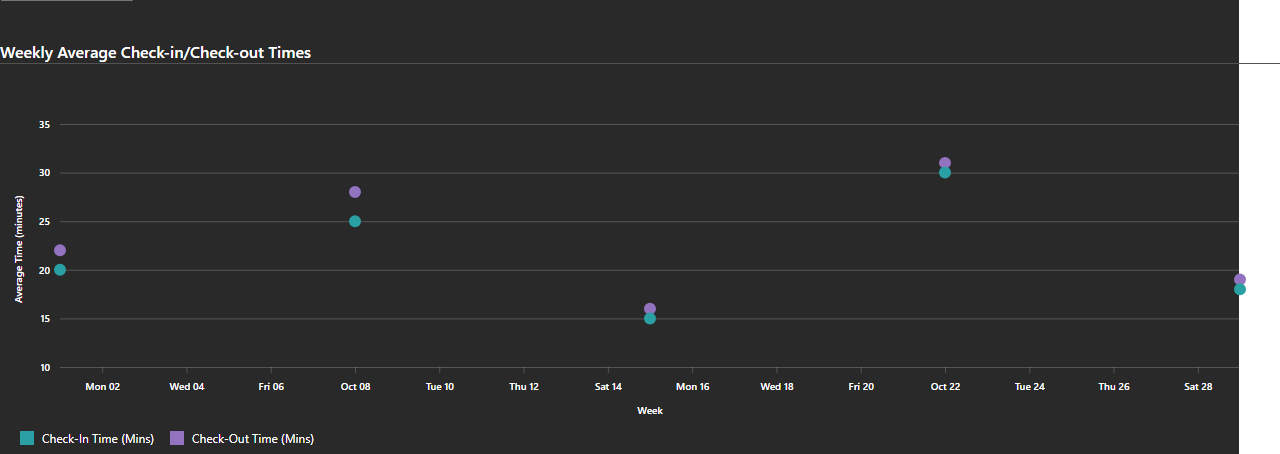 Weekly Average Check-in/Check-out Times
35
30
25
20
15
10
Average Time (minutes)
Mon 02 Wed 04 Fri 06 Oct 08 Tue 10 Thu 12 Sat 14 Mon 16 Wed 18 Fri 20 Oct 22 Tue 24 Thu 26 Sat 28
Week
Check-In Time (Mins) Check-Out Time (Mins)